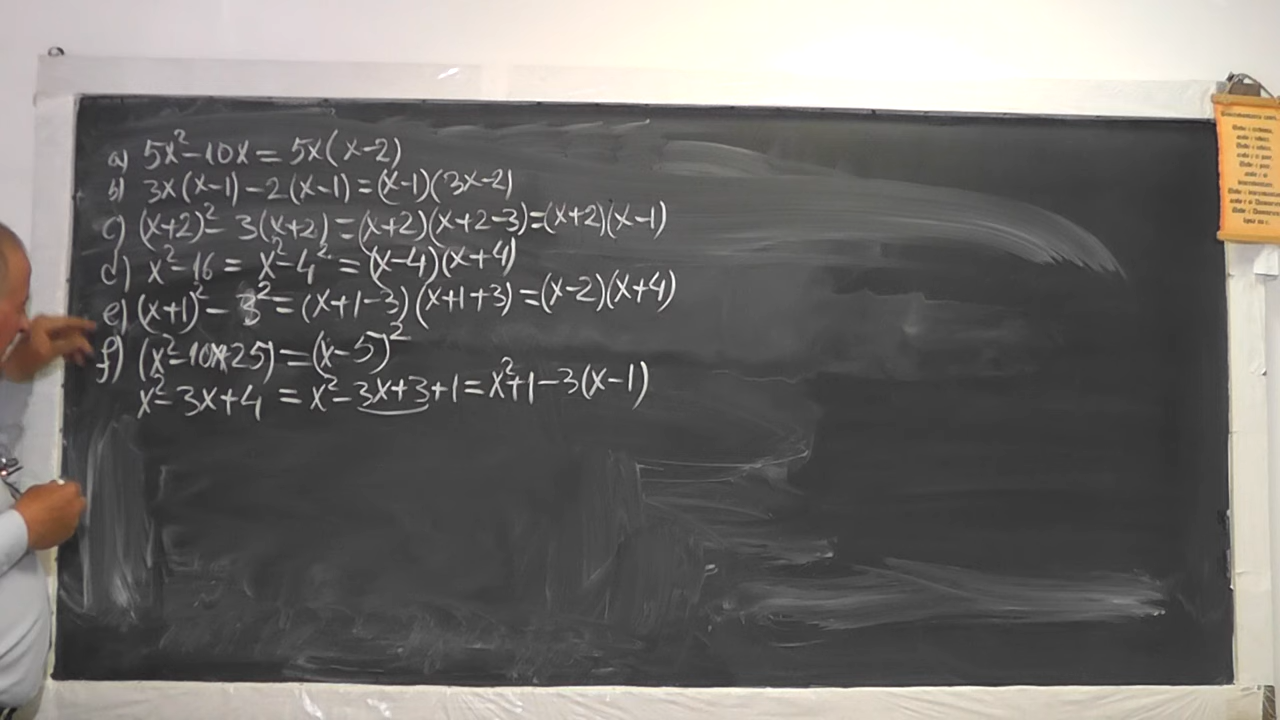 a) 5x²-10x = 5x(x-2)
b) 3x(x-1)-2(x-1)=(x-1)(3x-2)
c) (x+2)²- 3(x+2) =(x+2)(x+2-3)=(x+2)(x-1)
d) x²-16 = x²-4² = (x-4)(x+4)
e) (x+1)² - 3² = (x+1-3)(x+1+3) =(x-2)(x+4)
f) (x²-10x+25) =(x-5)²
x²-3x+4 = x²-3x+3+1 = x²+1-3(x-1)